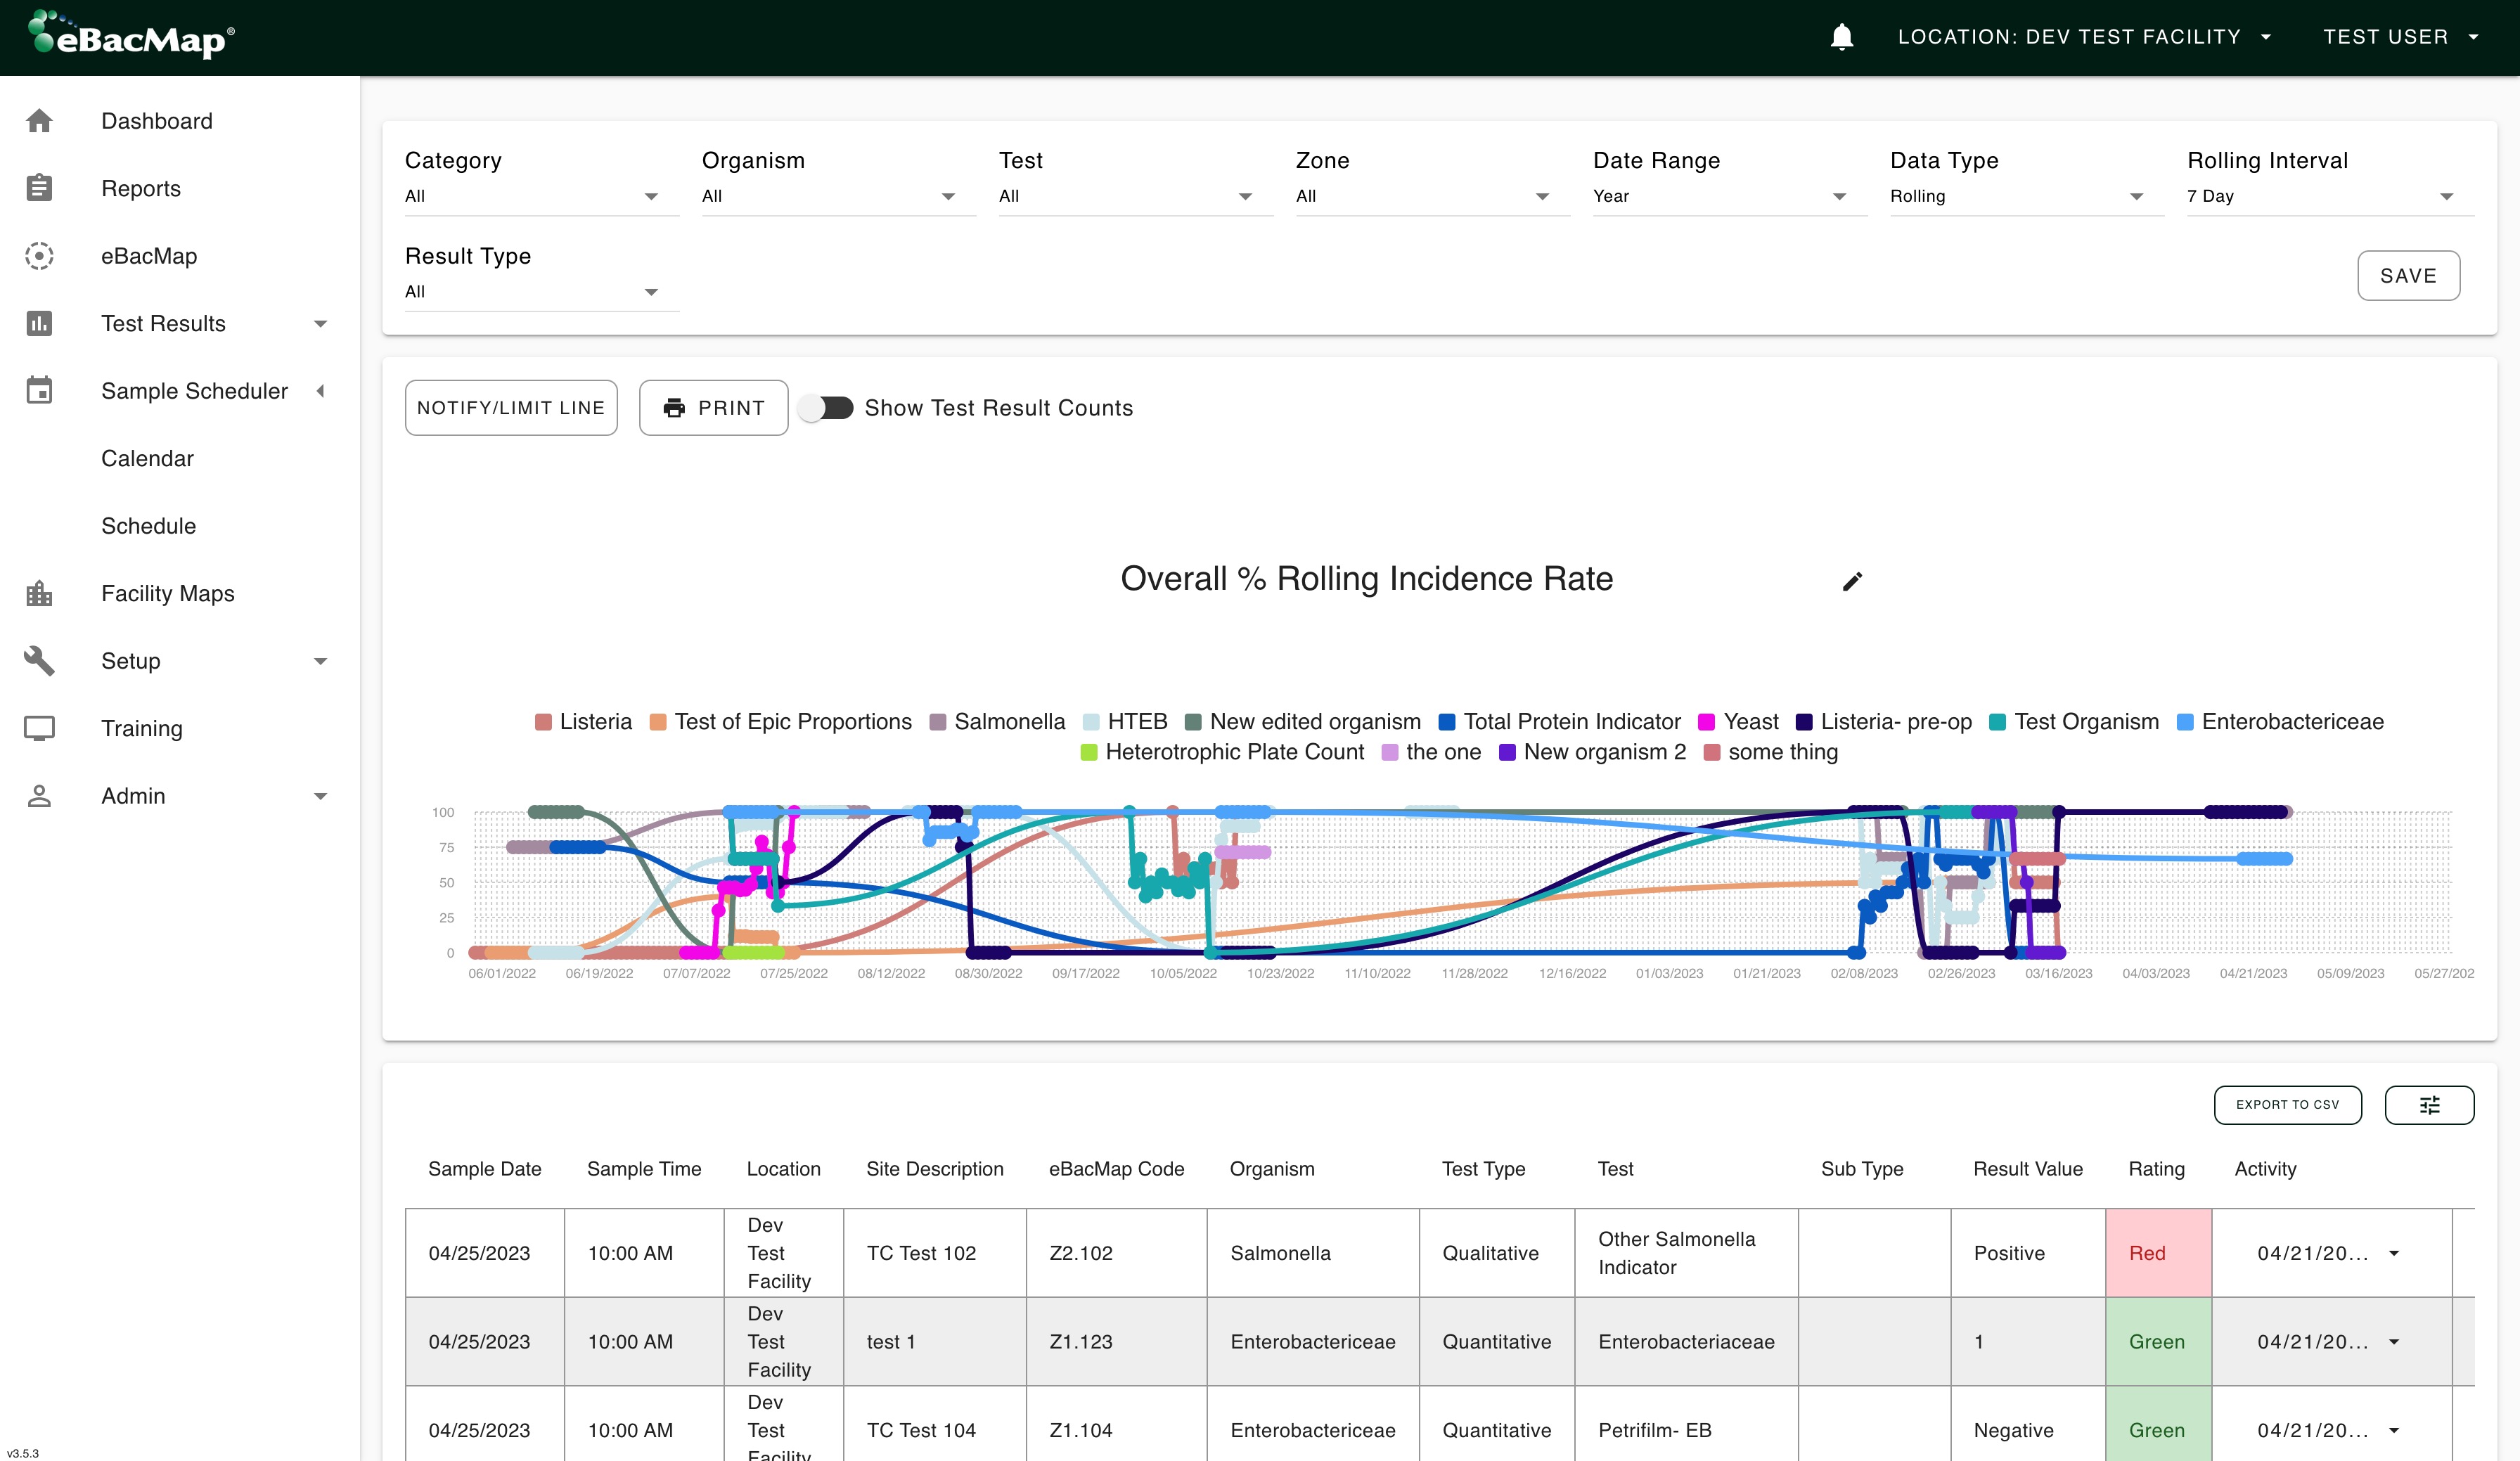 eBacMap®
LOCATION: DEV TEST FACILITY
TEST USER
Dashboard
Reports
eBacMap
Test Results
Sample Scheduler
Calendar
Schedule
Facility Maps
Setup
Training
Admin
v3.5.3
Category Organism Test Zone Date Range Data Type Rolling Interval
All All All All Year Rolling 7 Day
Result Type
All
SAVE
NOTIFY/LIMIT LINE PRINT Show Test Result Counts
Overall % Rolling Incidence Rate
Listeria Test of Epic Proportions Salmonella HTEB New edited organism Total Protein Indicator Yeast Listeria- pre-op Test Organism Enterobactericeae
Heterotrophic Plate Count the one New organism 2 some thing
100
75
50
25
0
06/01/2022 06/19/2022 07/07/2022 07/25/2022 08/12/2022 08/30/2022 09/17/2022 10/05/2022 10/23/2022 11/10/2022 11/28/2022 12/16/2022 01/03/2023 01/21/2023 02/08/2023 02/26/2023 03/16/2023 04/03/2023 04/21/2023 05/09/2023 05/27/202
EXPORT TO CSV
Sample Date Sample Time Location Site Description eBacMap Code Organism Test Type Test Sub Type Result Value Rating Activity
04/25/2023 10:00 AM Dev Test Facility TC Test 102 Z2.102 Salmonella Qualitative Other Salmonella Indicator Positive Red 04/21/20...
04/25/2023 10:00 AM Dev Test Facility test 1 Z1.123 Enterobactericeae Quantitative Enterobacteriaceae 1 Green 04/21/20...
04/25/2023 10:00 AM Dev Test Facility TC Test 104 Z1.104 Enterobactericeae Quantitative Petrifilm- EB Negative Green 04/21/20...